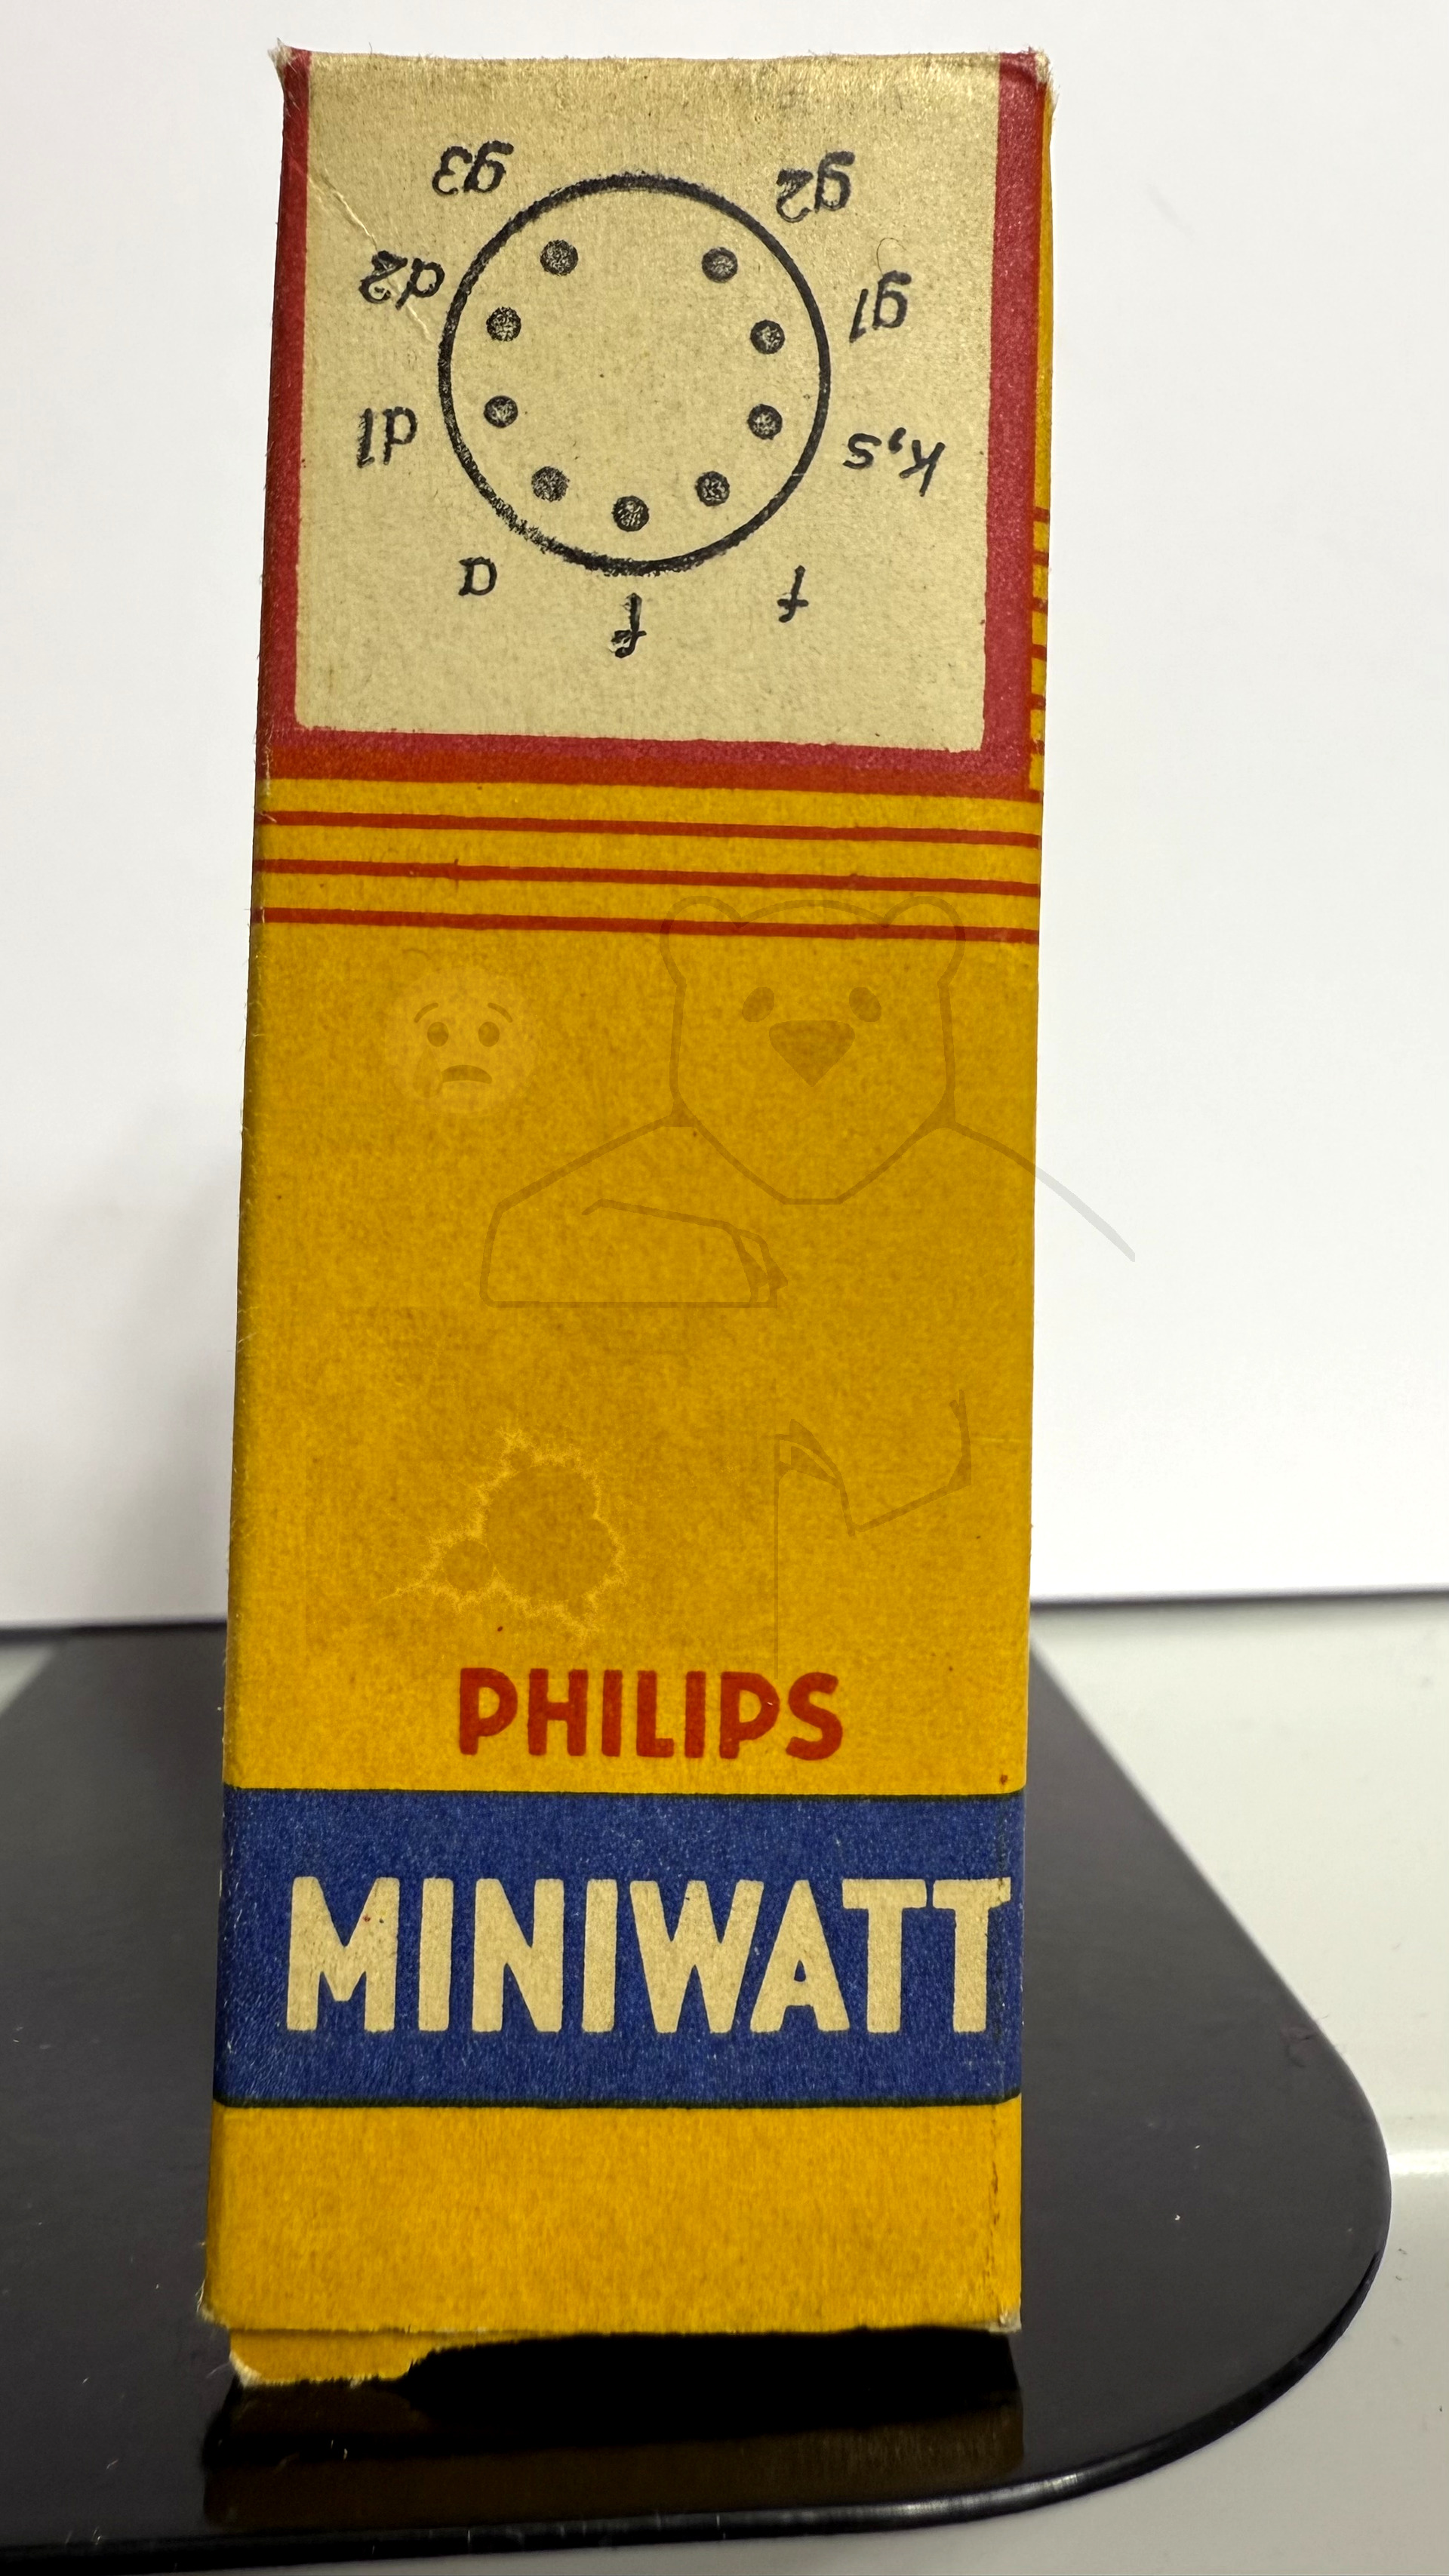 g3
g2
d2
g1
d1
k,s
a
f
f
PHILIPS
MINIWATT